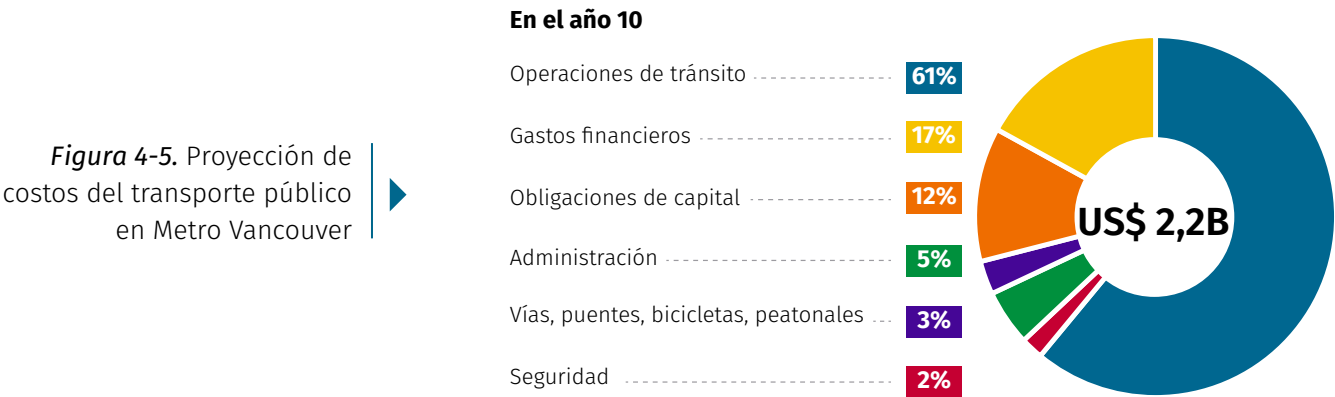 En el año 10
Operaciones de tránsito 61%
Gastos financieros 17%
Obligaciones de capital 12%
Administración 5%
Vías, puentes, bicicletas, peatonales 3%
Seguridad 2%
US$ 2,2B
Figura 4-5. Proyección de
costos del transporte público
en Metro Vancouver